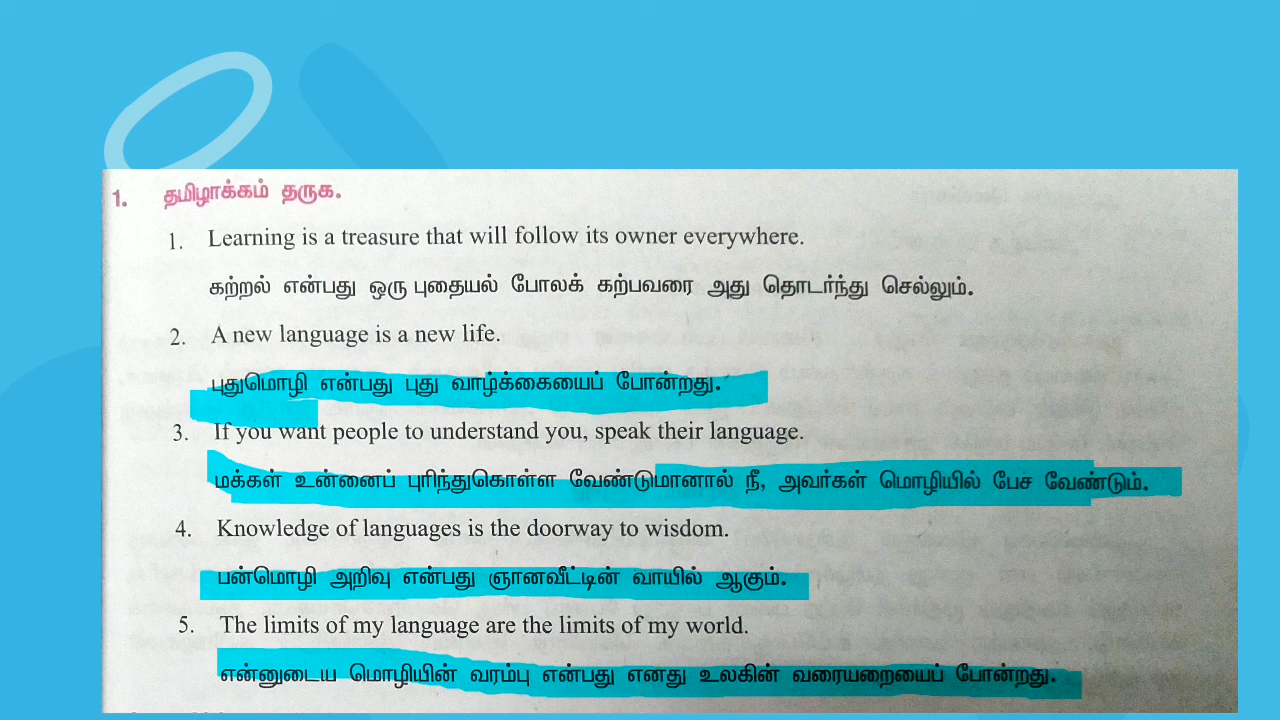 1. தமிழாக்கம் தருக.
1. Learning is a treasure that will follow its owner everywhere.
கற்றல் என்பது ஒரு புதையல் போலக் கற்பவரை அது தொடர்ந்து செல்லும்.
2. A new language is a new life.
புதுமொழி என்பது புது வாழ்க்கையைப் போன்றது.
3. If you want people to understand you, speak their language.
மக்கள் உன்னைப் புரிந்துகொள்ள வேண்டுமானால் நீ, அவர்கள் மொழியில் பேச வேண்டும்.
4. Knowledge of languages is the doorway to wisdom.
பன்மொழி அறிவு என்பது ஞானவீட்டின் வாயில் ஆகும்.
5. The limits of my language are the limits of my world.
என்னுடைய மொழியின் வரம்பு என்பது எனது உலகின் வரையறையைப் போன்றது.